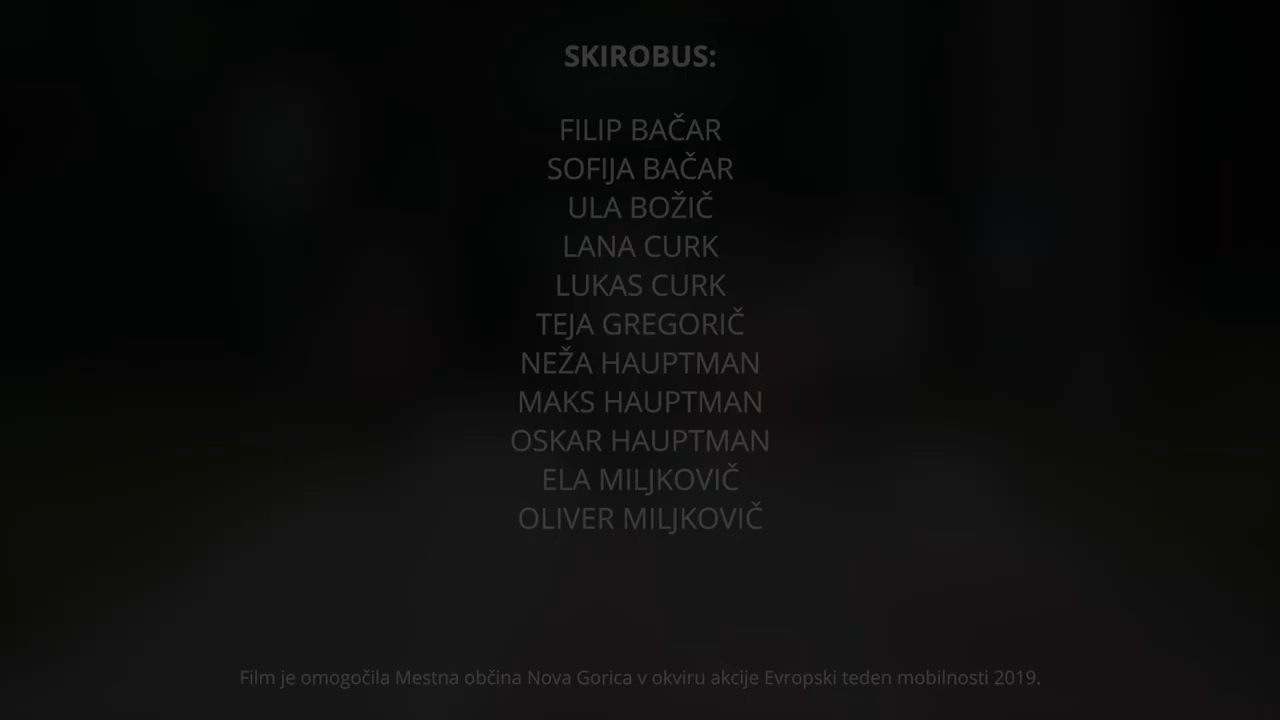 SKIROBUS:
FILIP BAČAR
SOFIJA BAČAR
ULA BOŽIČ
LANA CURK
LUKAS CURK
TEJA GREGORIČ
NEŽA HAUPTMAN
MAKS HAUPTMAN
OSKAR HAUPTMAN
ELA MILJKOVIČ
OLIVER MILJKOVIČ
Film je omogočila Mestna občina Nova Gorica v okviru akcije Evropski teden mobilnosti 2019.